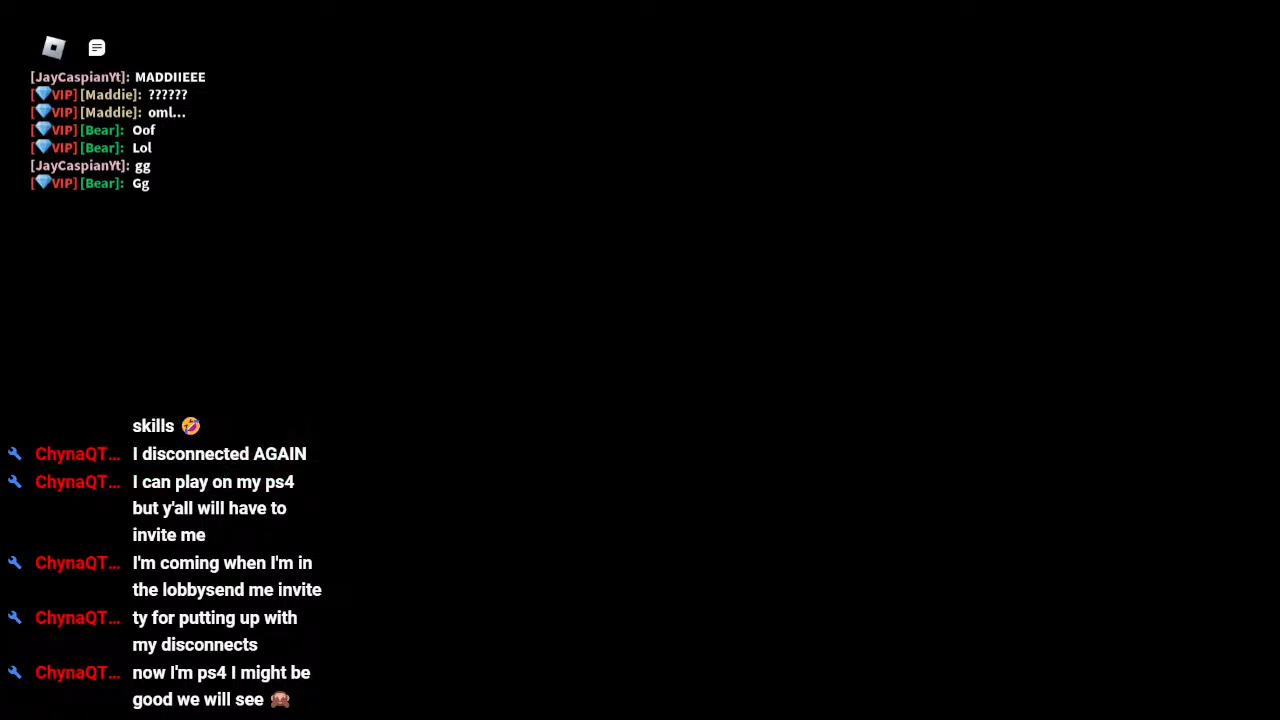 [JayCaspianYt]: MADDIIEEE
[💎VIP] [Maddie]: ??????
[💎VIP] [Maddie]: oml...
[💎VIP] [Bear]: Oof
[💎VIP] [Bear]: Lol
[JayCaspianYt]: gg
[💎VIP] [Bear]: Gg
skills 🤣
ChynaQT... I disconnected AGAIN
ChynaQT... I can play on my ps4
but y'all will have to
invite me
ChynaQT... I'm coming when I'm in
the lobbysend me invite
ChynaQT... ty for putting up with
my disconnects
ChynaQT... now I'm ps4 I might be
good we will see 🙈